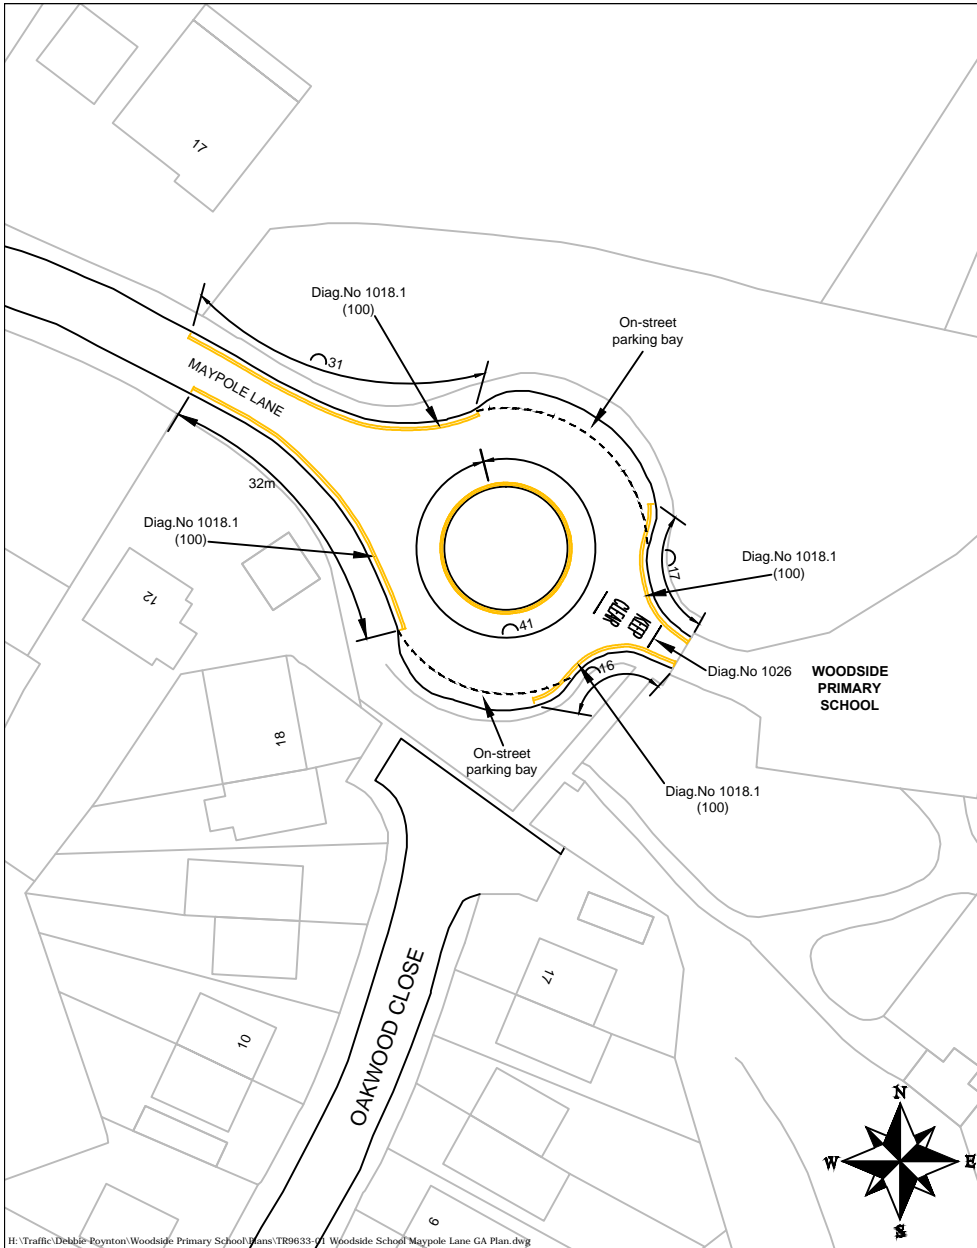 17
Diag.No 1018.1
(100)
On-street
parking bay
31
MAYPOLE LANE
32m
Diag.No 1018.1
(100)
12
17
Diag.No 1018.1
(100)
KEEP
CLEAR
41
16
Diag.No 1026
WOODSIDE
PRIMARY
SCHOOL
18
On-street
parking bay
Diag.No 1018.1
(100)
OAKWOOD CLOSE
17
10
9
N
W
E
S
H:\Traffic\Debbie Poynton\Woodside Primary School\Plans\TR9633-01 Woodside School Maypole Lane GA Plan.dwg